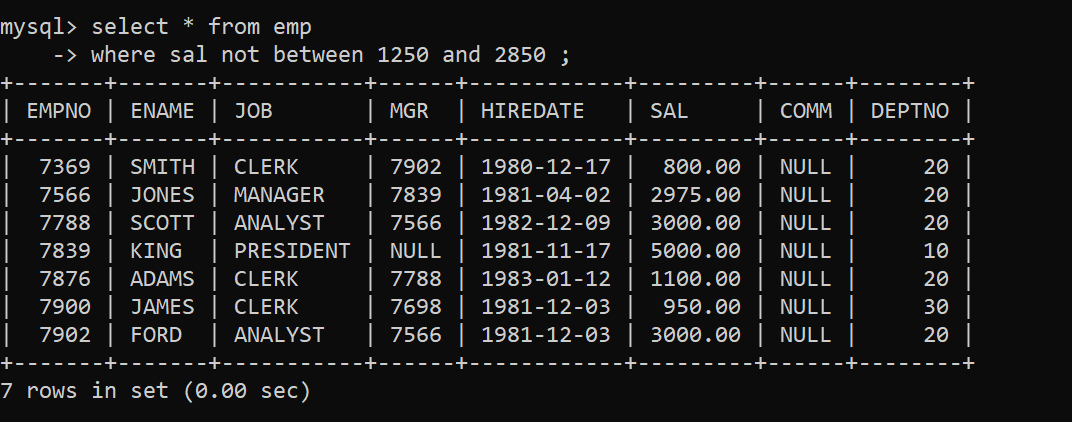 mysql> select * from emp
    -> where sal not between 1250 and 2850 ;
+-------+-------+-----------+------+------------+---------+------+--------+
| EMPNO | ENAME | JOB       | MGR  | HIREDATE   | SAL     | COMM | DEPTNO |
+-------+-------+-----------+------+------------+---------+------+--------+
|  7369 | SMITH | CLERK     | 7902 | 1980-12-17 |  800.00 | NULL |     20 |
|  7566 | JONES | MANAGER   | 7839 | 1981-04-02 | 2975.00 | NULL |     20 |
|  7788 | SCOTT | ANALYST   | 7566 | 1982-12-09 | 3000.00 | NULL |     20 |
|  7839 | KING  | PRESIDENT | NULL | 1981-11-17 | 5000.00 | NULL |     10 |
|  7876 | ADAMS | CLERK     | 7788 | 1983-01-12 | 1100.00 | NULL |     20 |
|  7900 | JAMES | CLERK     | 7698 | 1981-12-03 |  950.00 | NULL |     30 |
|  7902 | FORD  | ANALYST   | 7566 | 1981-12-03 | 3000.00 | NULL |     20 |
+-------+-------+-----------+------+------------+---------+------+--------+
7 rows in set (0.00 sec)